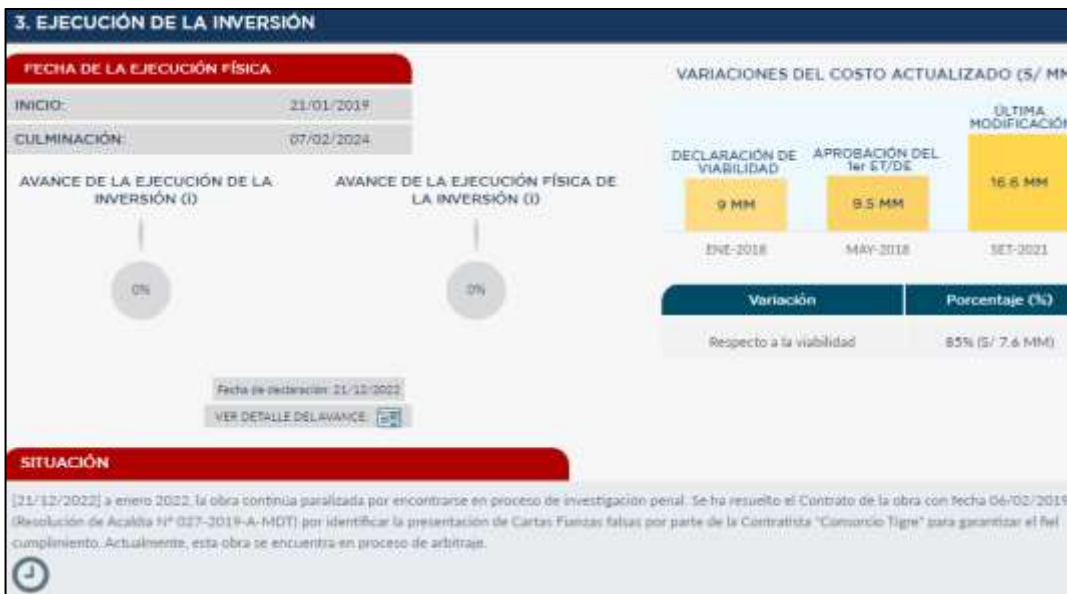 3. EJECUCIÓN DE LA INVERSIÓN
FECHA DE LA EJECUCIÓN FÍSICA
INICIO: 21/01/2019
CULMINACIÓN: 07/02/2024
AVANCE DE LA EJECUCIÓN DE LA
INVERSIÓN (i)
0%
AVANCE DE LA EJECUCIÓN FÍSICA DE
LA INVERSIÓN (i)
0%
Fecha de declaración: 21/12/2022
VER DETALLE DEL AVANCE:
VARIACIONES DEL COSTO ACTUALIZADO (S/ MM
DECLARACIÓN DE
VIABILIDAD
9 MM
ENE-2018
APROBACIÓN DEL
1er ET/DE
9.5 MM
MAY-2018
ÚLTIMA
MODIFICACIÓN
16.6 MM
SET-2021
Variación Porcentaje (%)
Respecto a la viabilidad 85% (S/ 7.6 MM)
SITUACIÓN
[21/12/2022] a enero 2022, la obra continúa paralizada por encontrarse en proceso de investigación penal. Se ha resuelto el Contrato de la obra con fecha 06/02/2019
(Resolución de Acaldia N° 027-2019-A-MDT) por identificar la presentación de Cartas Fianzas falsas por parte de la Contratista "Consorcio Tigre" para garantizar el fiel
cumplimiento. Actualmente, esta obra se encuentra en proceso de arbitraje.